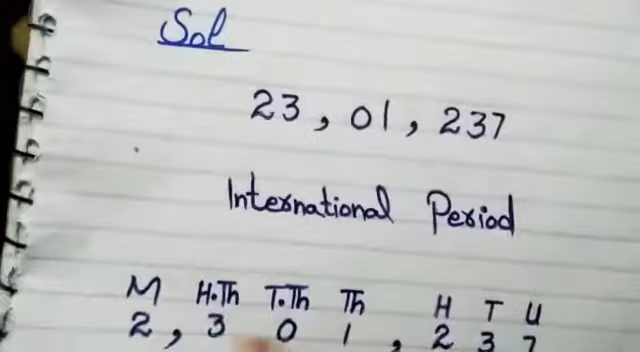 Sol
23, 01, 237
International Period
M H.Th T.Th Th H T U
2, 3 0 1, 2 3 7